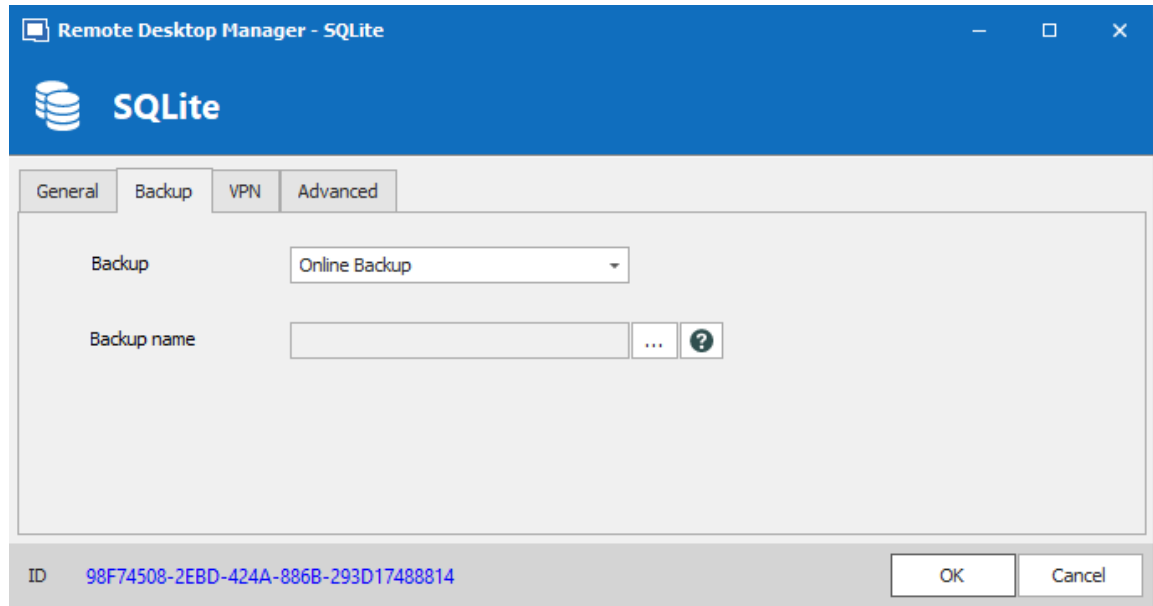 Remote Desktop Manager - SQLite
SQLite
General Backup VPN Advanced
Backup Online Backup
Backup name ...
?
ID 98F74508-2EBD-424A-886B-293D17488814 OK Cancel